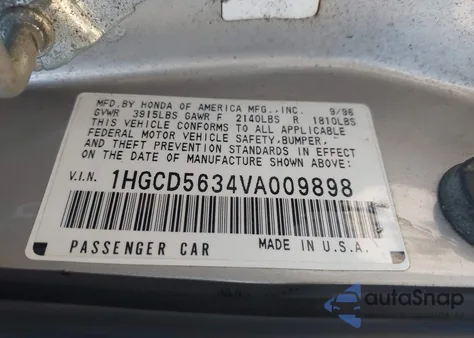 MFD.BY HONDA OF AMERICA MFG.,INC. 9/96
GVWR 3915LBS GAWR F 2140LBS R 1810LBS
THIS VEHICLE CONFORMS TO ALL APPLICABLE
FEDERAL MOTOR VEHICLE SAFETY,BUMPER,
AND THEFT PREVENTION STANDARDS IN EFFECT
ON THE DATE OF MANUFACTURE SHOWN ABOVE.
V.I.N. 1HGCD5634VA009898
PASSENGER CAR MADE IN U.S.A.
autoSnap